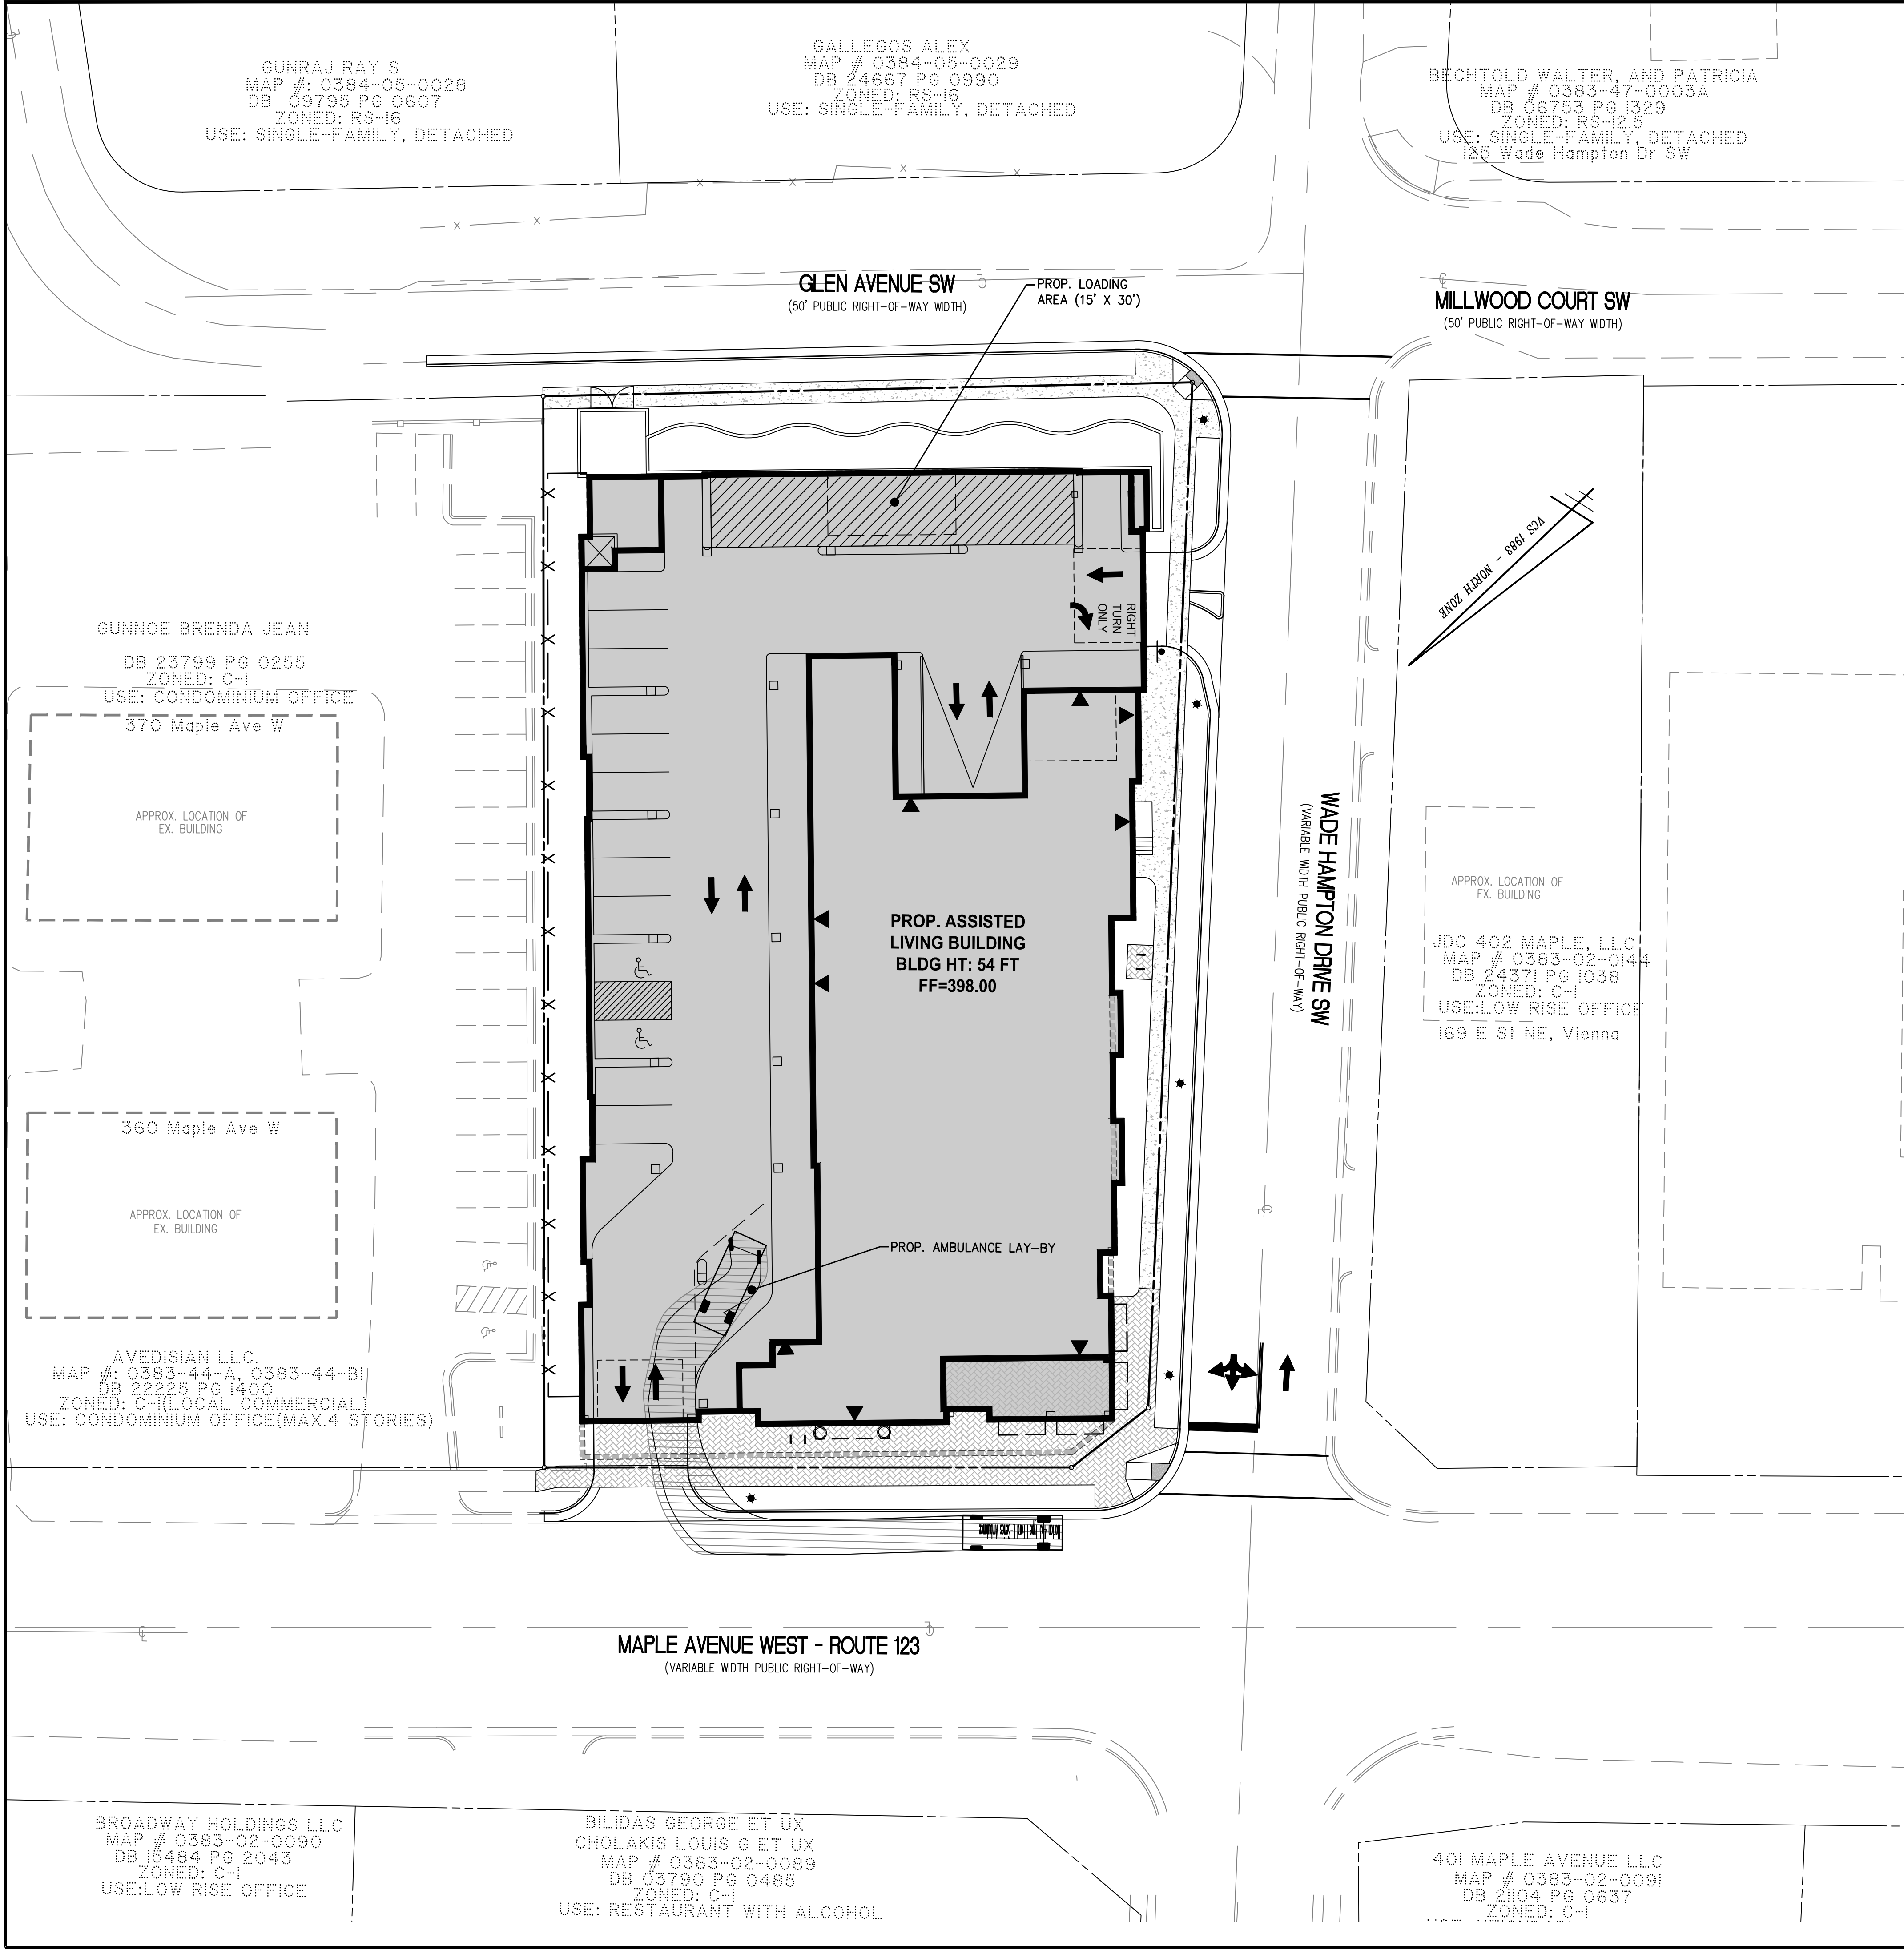 GUNRAJ RAY S
MAP #: 0384-05-0028
DB 09795 PG 0607
ZONED: RS-16
USE: SINGLE-FAMILY, DETACHED
GALLEGOS ALEX
MAP # 0384-05-0029
DB 24667 PG 0990
ZONED: RS-16
USE: SINGLE-FAMILY, DETACHED
BECHTOLD WALTER, AND PATRICIA
MAP # 0383-47-0003A
DB 06753 PG 1329
ZONED: RS-12.5
USE: SINGLE-FAMILY, DETACHED
125 Wade Hampton Dr SW
GLEN AVENUE SW
(50' PUBLIC RIGHT-OF-WAY WIDTH)
PROP. LOADING
AREA (15' X 30')
MILLWOOD COURT SW
(50' PUBLIC RIGHT-OF-WAY WIDTH)
VCS 1983 - NORTH ZONE
RIGHT
TURN
ONLY
GUNNOE BRENDA JEAN
DB 23799 PG 0255
ZONED: C-1
USE: CONDOMINIUM OFFICE
370 Maple Ave W
APPROX. LOCATION OF
EX. BUILDING
WADE HAMPTON DRIVE SW
(VARIABLE WIDTH PUBLIC RIGHT-OF-WAY)
PROP. ASSISTED
LIVING BUILDING
BLDG HT: 54 FT
FF=398.00
APPROX. LOCATION OF
EX. BUILDING
JDC 402 MAPLE, LLC
MAP # 0383-02-0144
DB 24371 PG 1038
ZONED: C-1
USE:LOW RISE OFFICE
169 E St NE, Vienna
360 Maple Ave W
APPROX. LOCATION OF
EX. BUILDING
PROP. AMBULANCE LAY-BY
AVEDISIAN LLC.
MAP #: 0383-44-A, 0383-44-B1
DB 22225 PG 1400
ZONED: C-1(LOCAL COMMERCIAL)
USE: CONDOMINIUM OFFICE(MAX.4 STORIES)
MAPLE AVENUE WEST - ROUTE 123
(VARIABLE WIDTH PUBLIC RIGHT-OF-WAY)
BROADWAY HOLDINGS LLC
MAP # 0383-02-0090
DB 15484 PG 2043
ZONED: C-1
USE:LOW RISE OFFICE
BILIDAS GEORGE ET UX
CHOLAKIS LOUIS G ET UX
MAP # 0383-02-0089
DB 03790 PG 0485
ZONED: C-1
USE: RESTAURANT WITH ALCOHOL
401 MAPLE AVENUE LLC
MAP # 0383-02-0091
DB 21104 PG 0637
ZONED: C-1